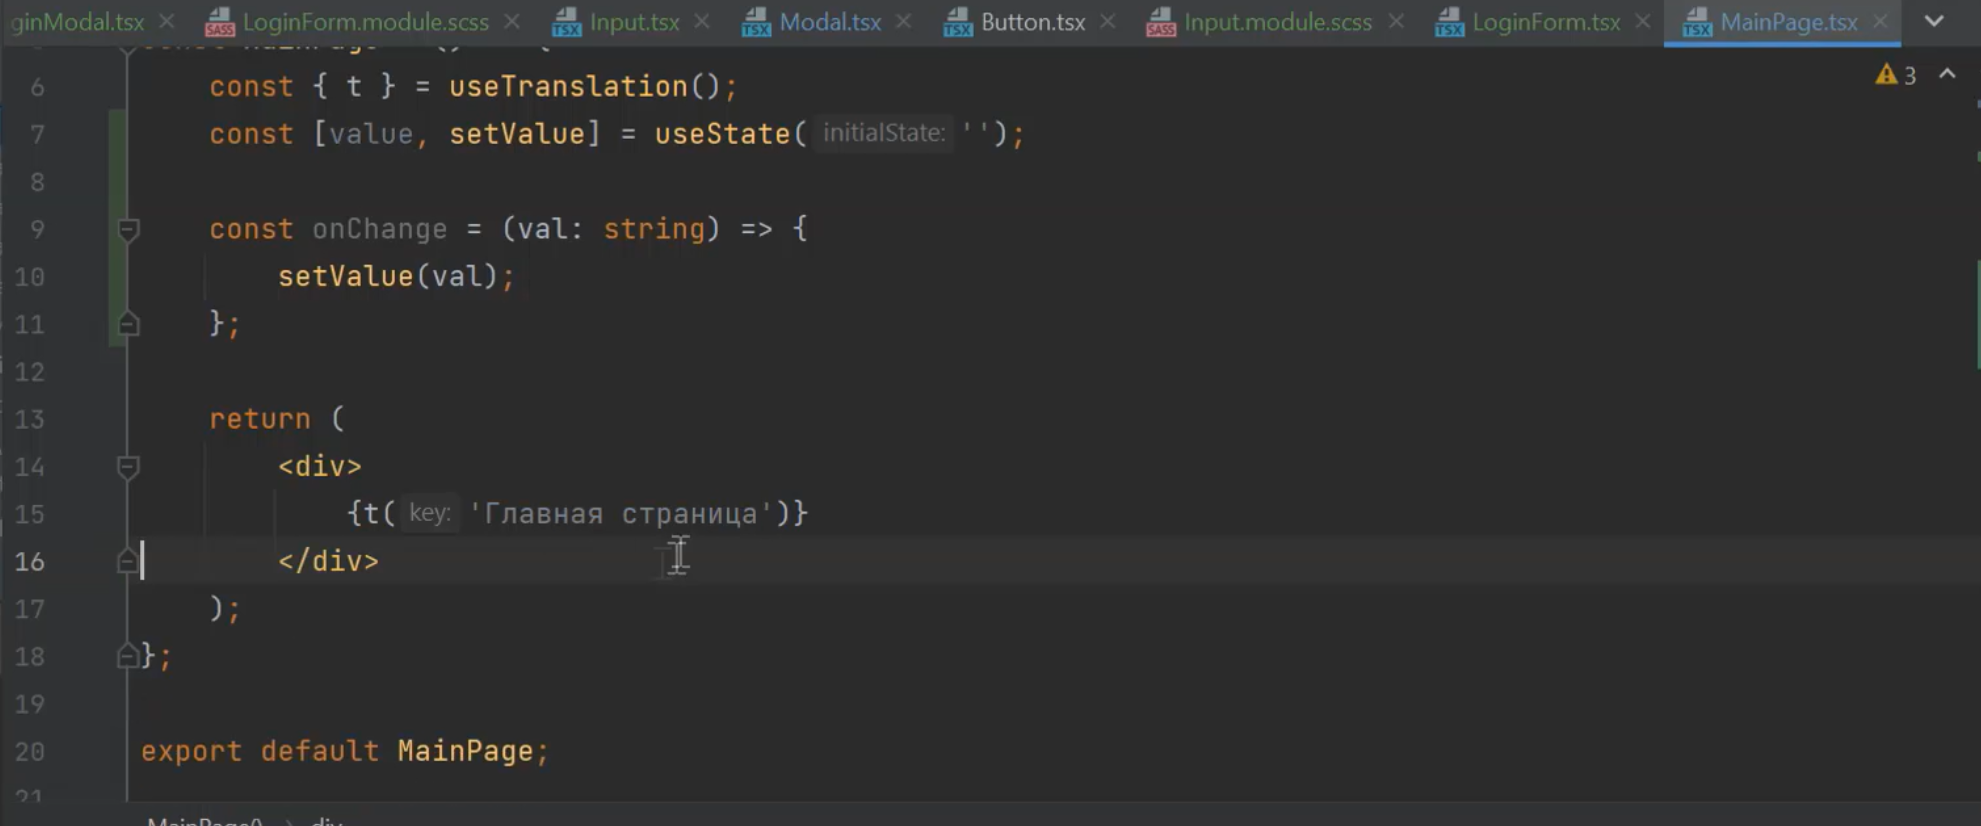 ginModal.tsx LoginForm.module.scss Input.tsx Modal.tsx Button.tsx Input.module.scss LoginForm.tsx MainPage.tsx
3
6 const { t } = useTranslation();
7 const [value, setValue] = useState( initialState: '');
8
9 const onChange = (val: string) => {
10 setValue(val);
11 };
12
13 return (
14 <div>
15 {t( key: 'Главная страница')}
16 </div>
17 );
18 };
19
20 export default MainPage;
21
MainPage() > div